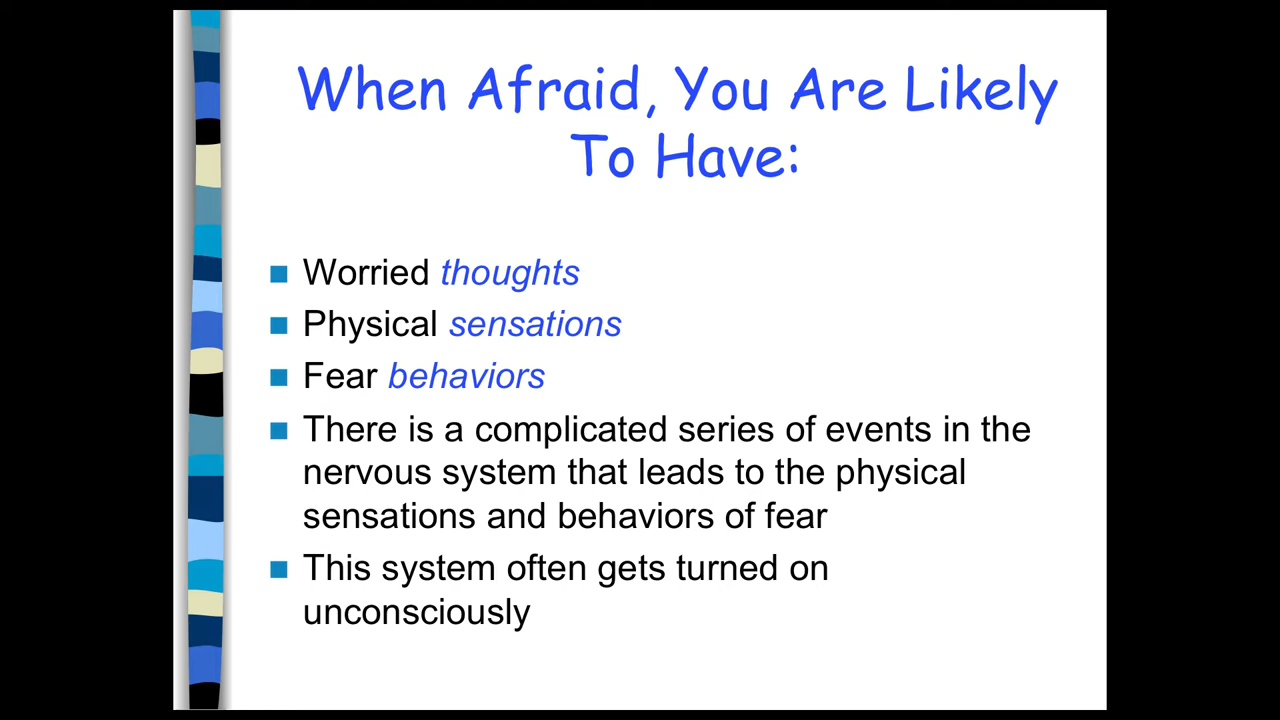 When Afraid, You Are Likely
To Have:
Worried thoughts
Physical sensations
Fear behaviors
There is a complicated series of events in the
nervous system that leads to the physical
sensations and behaviors of fear
This system often gets turned on
unconsciously